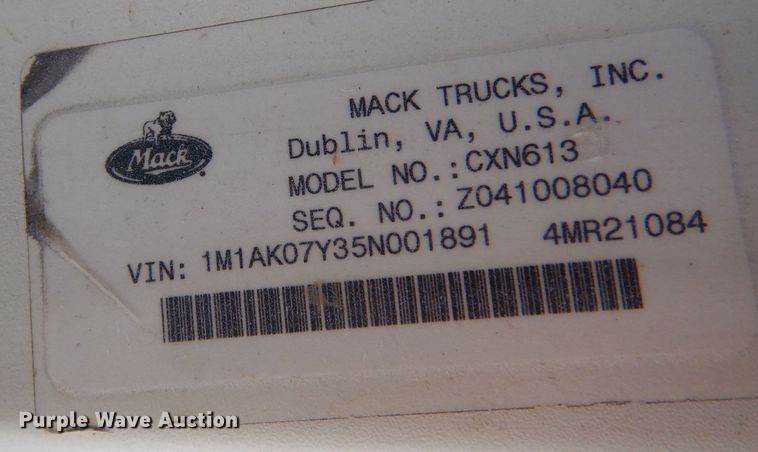 MACK TRUCKS, INC.
Dublin, VA, U.S.A.
Mack
MODEL NO.:CXN613
SEQ. NO.: Z041008040
VIN: 1M1AK07Y35N001891 4MR21084
Purple Wave Auction